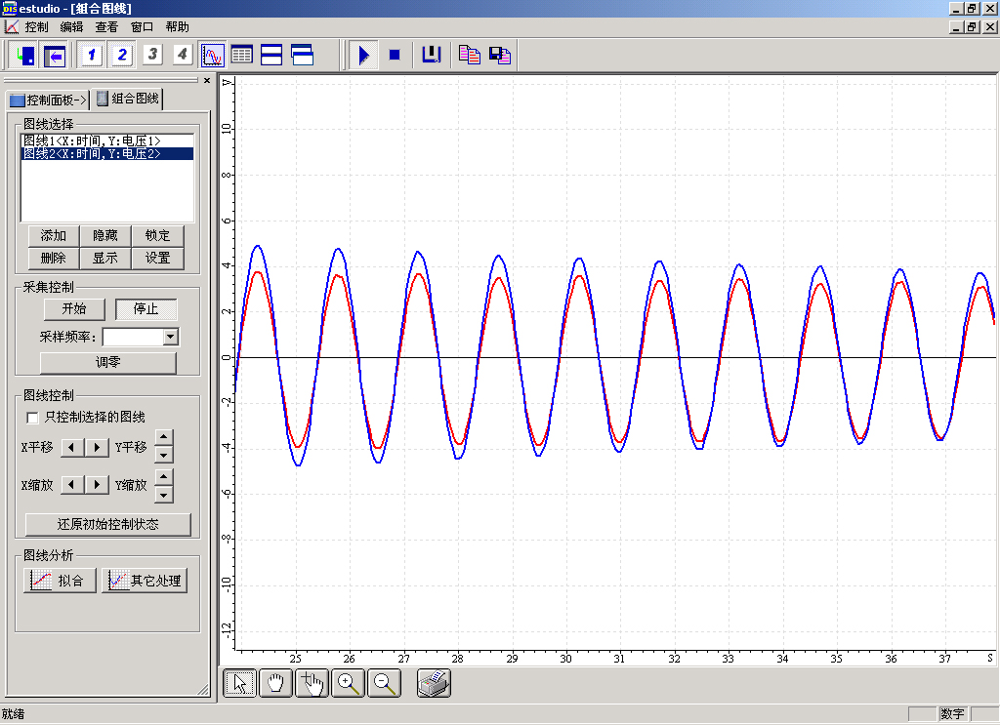 DIS estudio - [组合图线]
控制 编辑 查看 窗口 帮助
1 2 3 4
控制面板-> 组合图线
图线选择
图线1<X:时间,Y:电压1>
图线2<X:时间,Y:电压2>
添加 隐藏 锁定
删除 显示 设置
采集控制
开始 停止
采样频率:
调零
图线控制
只控制选择的图线
X平移 Y平移
X缩放 Y缩放
还原初始控制状态
图线分析
拟合 其它处理
V
10
8
6
4
2
0
-2
-4
-6
-8
-10
-12
25 26 27 28 29 30 31 32 33 34 35 36 37 S
就绪 数字